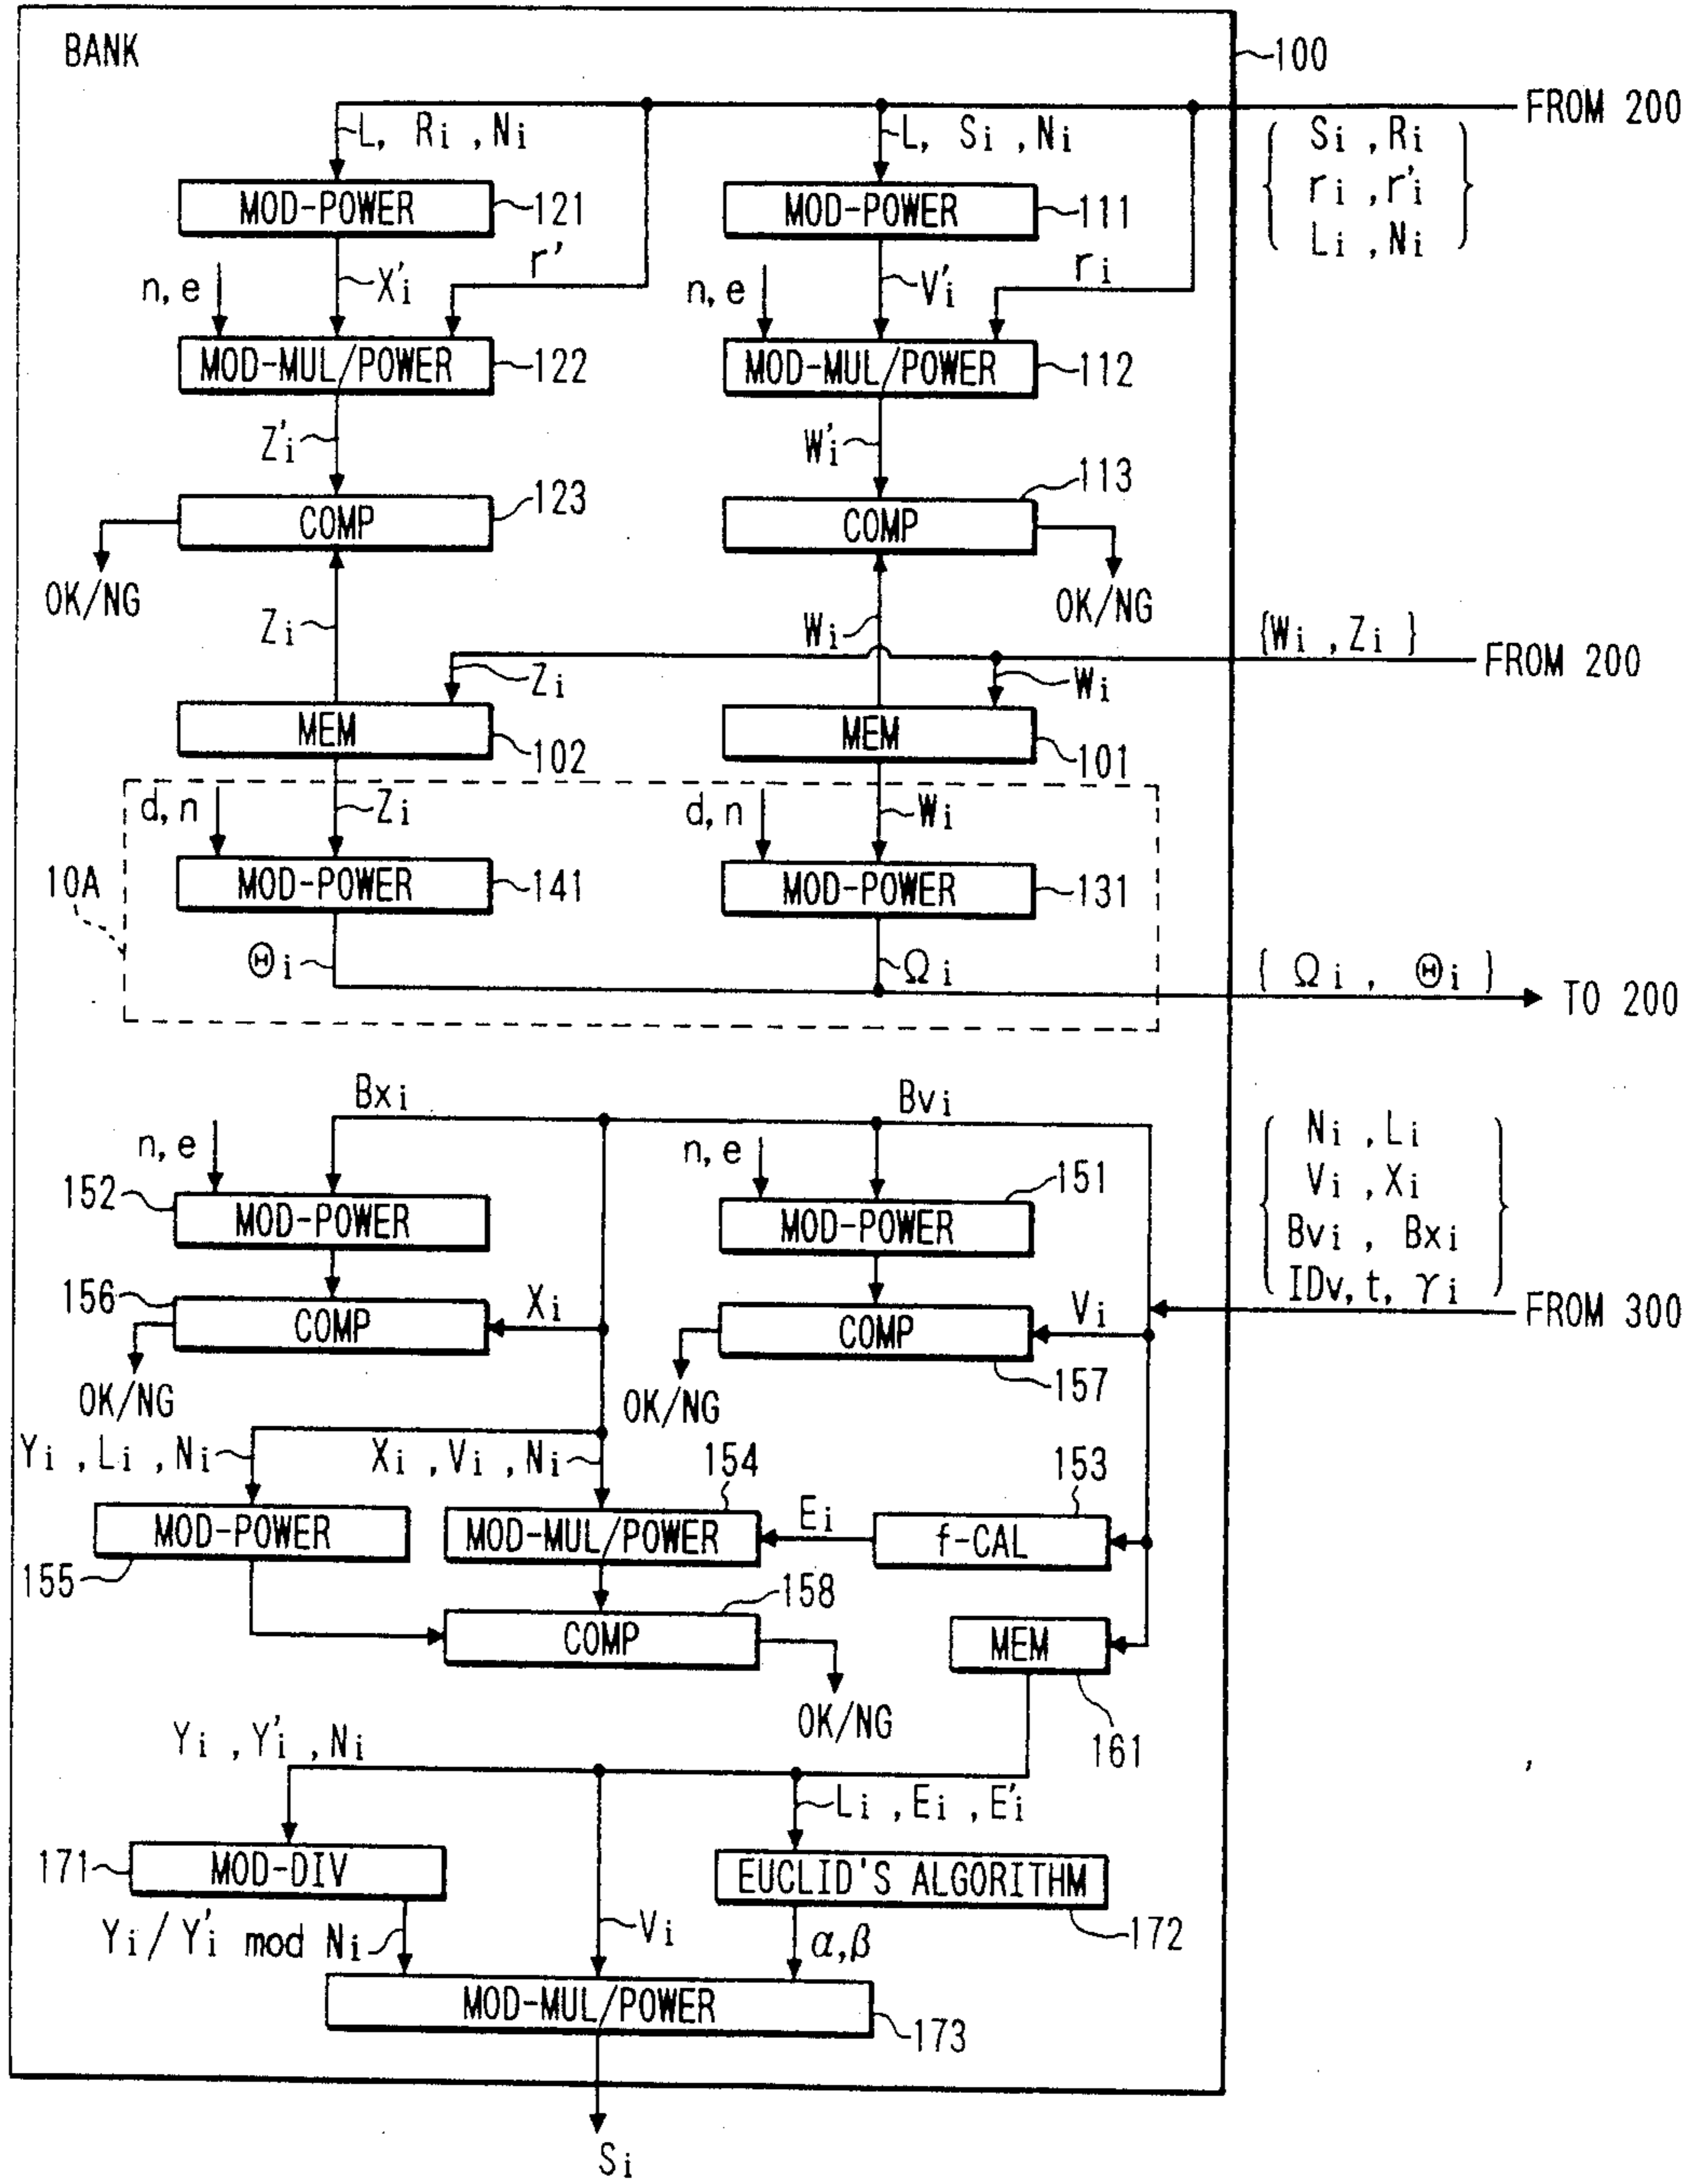 BANK
100
FROM 200
L, Ri ,Ni
L, Si ,Ni
{ Si ,Ri
ri ,r'i
Li ,Ni }
MOD-POWER
121
MOD-POWER
111
n, e
X'i
r'
n, e
V'i
ri
MOD-MUL/POWER
122
MOD-MUL/POWER
112
Z'i
W'i
COMP
123
COMP
113
OK/NG
OK/NG
Zi
Wi
{Wi ,Zi }
FROM 200
Zi
Wi
MEM
102
MEM
101
d,n
Zi
d,n
Wi
10A
MOD-POWER
141
MOD-POWER
131
Θi
Ωi
{ Ωi , Θi }
TO 200
Bxi
Bvi
n,e
n,e
{ Ni ,Li
Vi ,Xi
Bvi , Bxi
IDv,t, γi }
FROM 300
152
MOD-POWER
151
MOD-POWER
156
COMP
Xi
COMP
Vi
157
OK/NG
OK/NG
Yi ,Li ,Ni
Xi ,Vi ,Ni
154
153
MOD-POWER
155
MOD-MUL/POWER
Ei
f-CAL
158
COMP
MEM
161
OK/NG
Yi ,Y'i ,Ni
Li ,Ei ,E'i
171
MOD-DIV
EUCLID'S ALGORITHM
172
Yi/Y'i mod Ni
Vi
α,β
MOD-MUL/POWER
173
Si